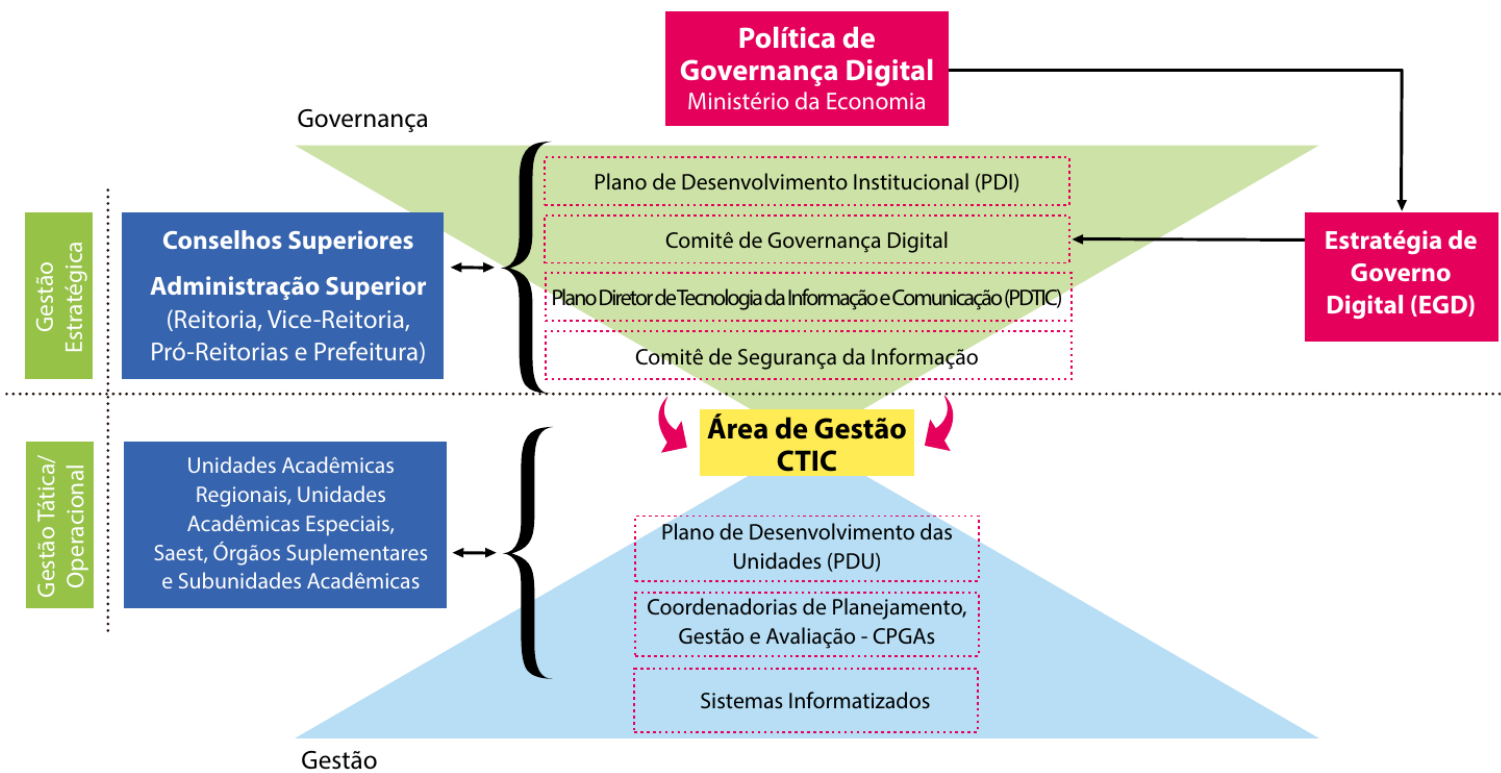 Política de
Governança Digital
Ministério da Economia
Governança
Plano de Desenvolvimento Institucional (PDI)
Gestão
Estratégica
Conselhos Superiores
Administração Superior
(Reitoria, Vice-Reitoria,
Pró-Reitorias e Prefeitura)
Comitê de Governança Digital
Plano Diretor de Tecnologia da Informação e Comunicação (PDTIC)
Comitê de Segurança da Informação
Estratégia de
Governo
Digital (EGD)
Área de Gestão
CTIC
Gestão Tática/
Operacional
Unidades Acadêmicas
Regionais, Unidades
Acadêmicas Especiais,
Saest, Órgãos Suplementares
e Subunidades Acadêmicas
Plano de Desenvolvimento das
Unidades (PDU)
Coordenadorias de Planejamento,
Gestão e Avaliação - CPGAs
Sistemas Informatizados
Gestão